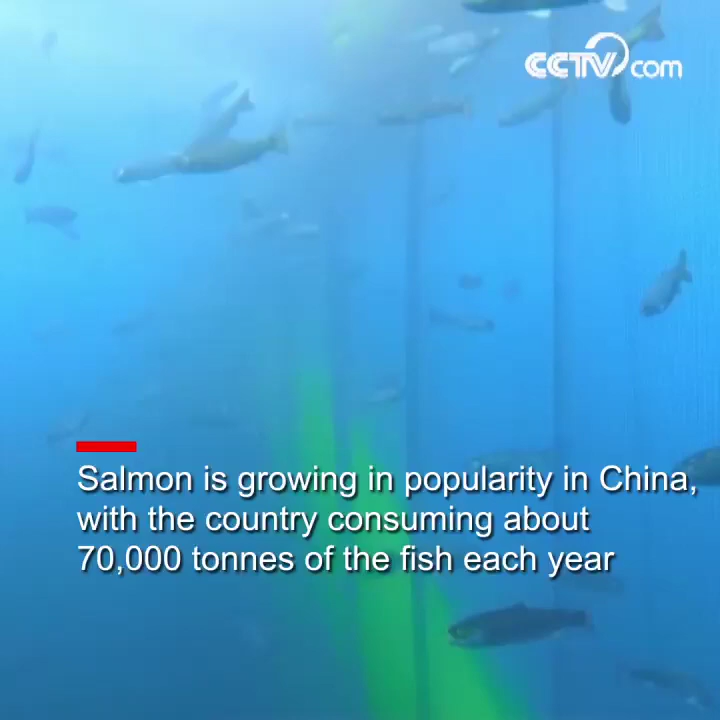 CCTV.com
Salmon is growing in popularity in China,
with the country consuming about
70,000 tonnes of the fish each year